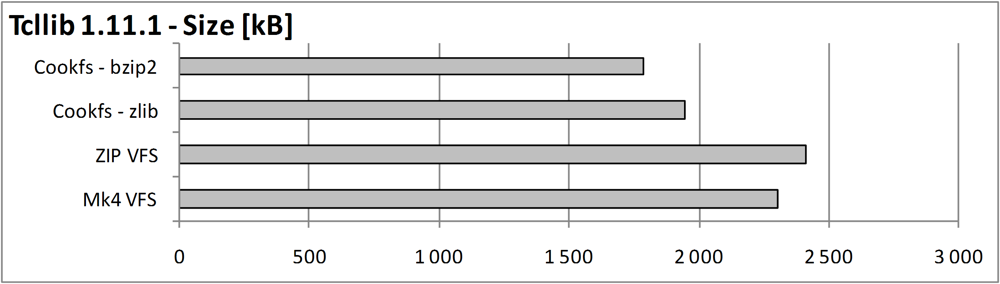 Tcllib 1.11.1 - Size [kB]
Cookfs - bzip2
Cookfs - zlib
ZIP VFS
Mk4 VFS
0 500 1 000 1 500 2 000 2 500 3 000